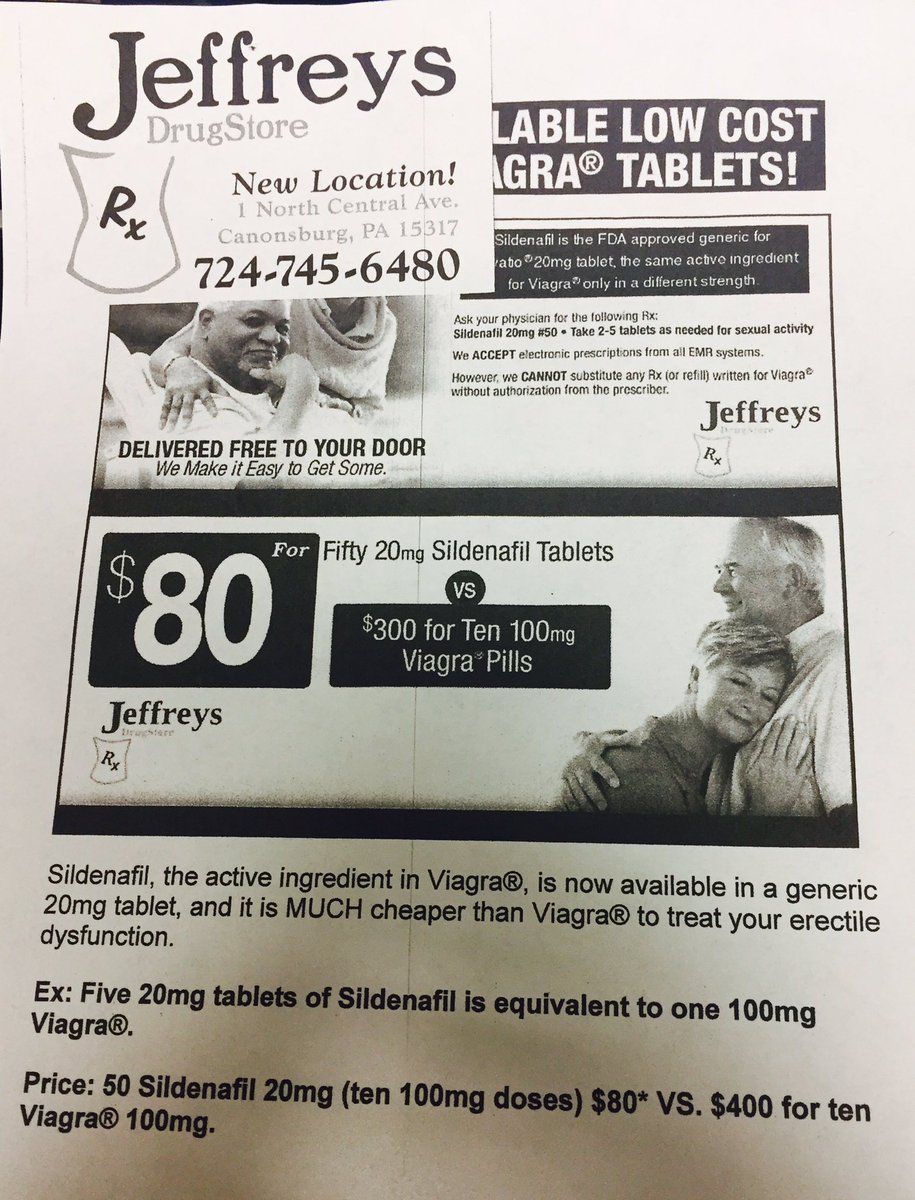 Jeffreys
DrugStore
Rx
New Location!
1 North Central Ave.
Canonsburg, PA 15317
724-745-6480
LABLE LOW COST
AGRA® TABLETS!
Sildenafil is the FDA approved generic for
vatio® 20mg tablet, the same active ingredient
for Viagra® only in a different strength.
Ask your physician for the following Rx:
Sildenafil 20mg #50 • Take 2-5 tablets as needed for sexual activity
We ACCEPT electronic prescriptions from all EMR systems.
However, we CANNOT substitute any Rx (or refill) written for Viagra®
without authorization from the prescriber.
Jeffreys
DrugStore
Rx
DELIVERED FREE TO YOUR DOOR
We Make it Easy to Get Some.
$80 For
Fifty 20mg Sildenafil Tablets
VS
$300 for Ten 100mg
Viagra® Pills
Jeffreys
DrugStore
Rx
Sildenafil, the active ingredient in Viagra®, is now available in a generic
20mg tablet, and it is MUCH cheaper than Viagra® to treat your erectile
dysfunction.
Ex: Five 20mg tablets of Sildenafil is equivalent to one 100mg
Viagra®.
Price: 50 Sildenafil 20mg (ten 100mg doses) $80* VS. $400 for ten
Viagra® 100mg.